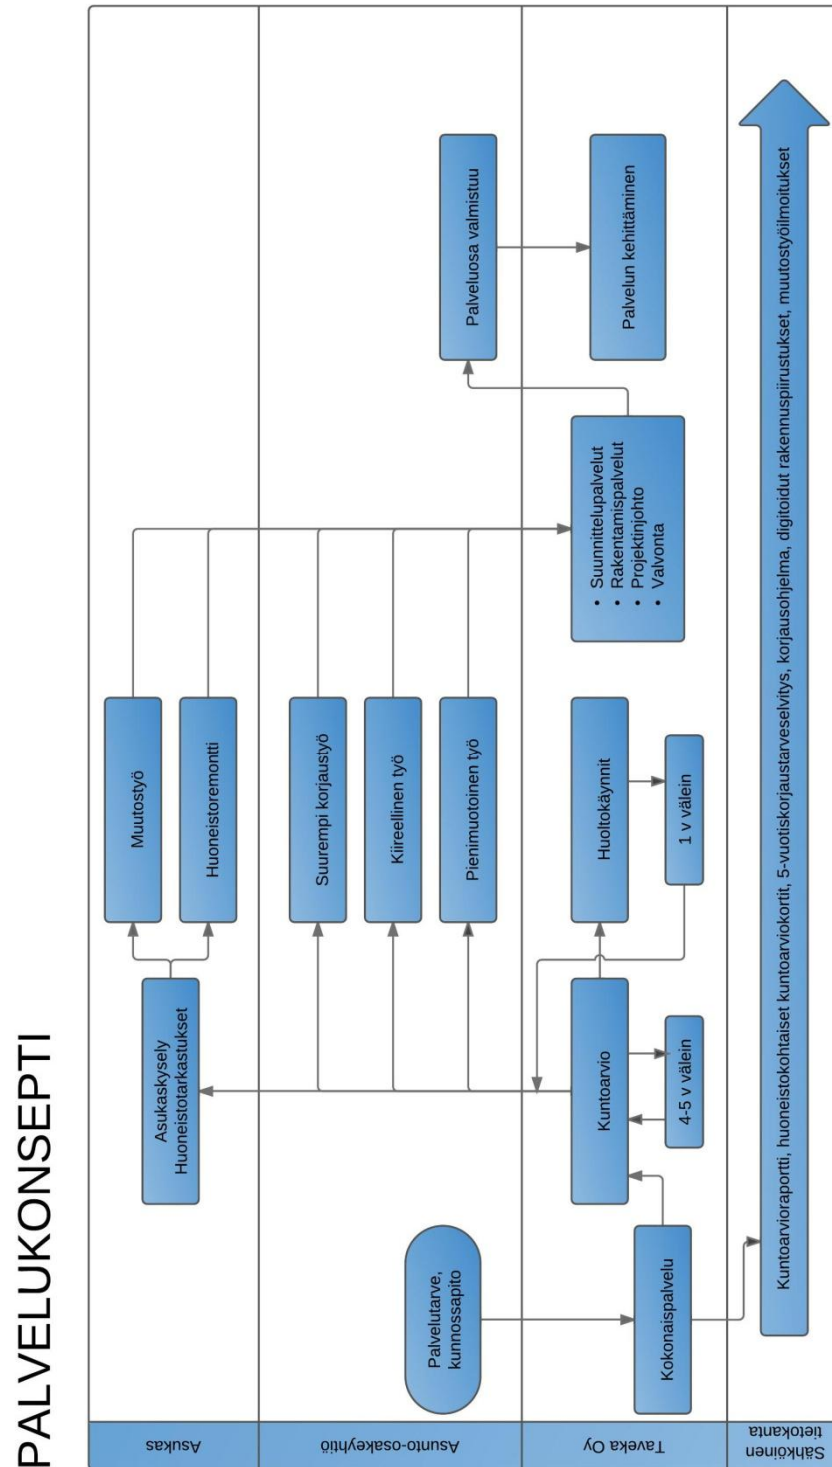 PALVELUKONSEPTI
Asukas
Asukaskysely
Huoneistotarkastukset
Muutostyö
Huoneistoremontti
Asunto-osakeyhtiö
Palvelutarve,
kunnossapito
Suurempi korjaustyö
Kiireellinen työ
Pienimuotoinen työ
Palveluosa valmistuu
Taveka Oy
Kokonaispalvelu
Kuntoarvio
4-5 v välein
Huoltokäynnit
1 v välein
• Suunnittelupalvelut
• Rakentamispalvelut
• Projektinjohto
• Valvonta
Palvelun kehittäminen
Sähköinen
tietokanta
Kuntoarvioraportti, huoneistokohtaiset kuntoarviokortit, 5-vuotiskorjaustarveselvitys, korjausohjelma, digitoidut rakennuspiirustukset, muutostyöilmoitukset